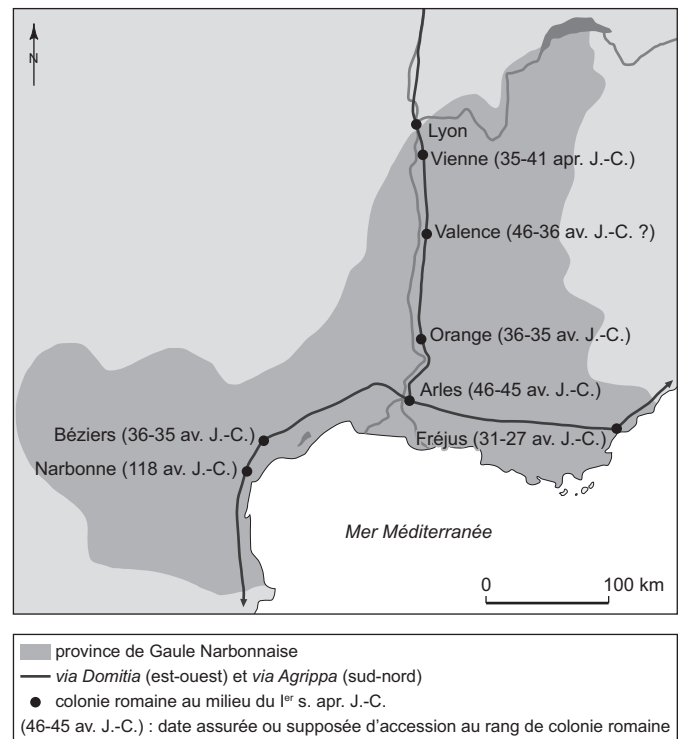 N
Lyon
Vienne (35-41 apr. J.-C.)
Valence (46-36 av. J.-C. ?)
Orange (36-35 av. J.-C.)
Arles (46-45 av. J.-C.)
Béziers (36-35 av. J.-C.)
Fréjus (31-27 av. J.-C.)
Narbonne (118 av. J.-C.)
Mer Méditerranée
0 100 km
province de Gaule Narbonnaise
via Domitia (est-ouest) et via Agrippa (sud-nord)
colonie romaine au milieu du Ier s. apr. J.-C.
(46-45 av. J.-C.) : date assurée ou supposée d'accession au rang de colonie romaine